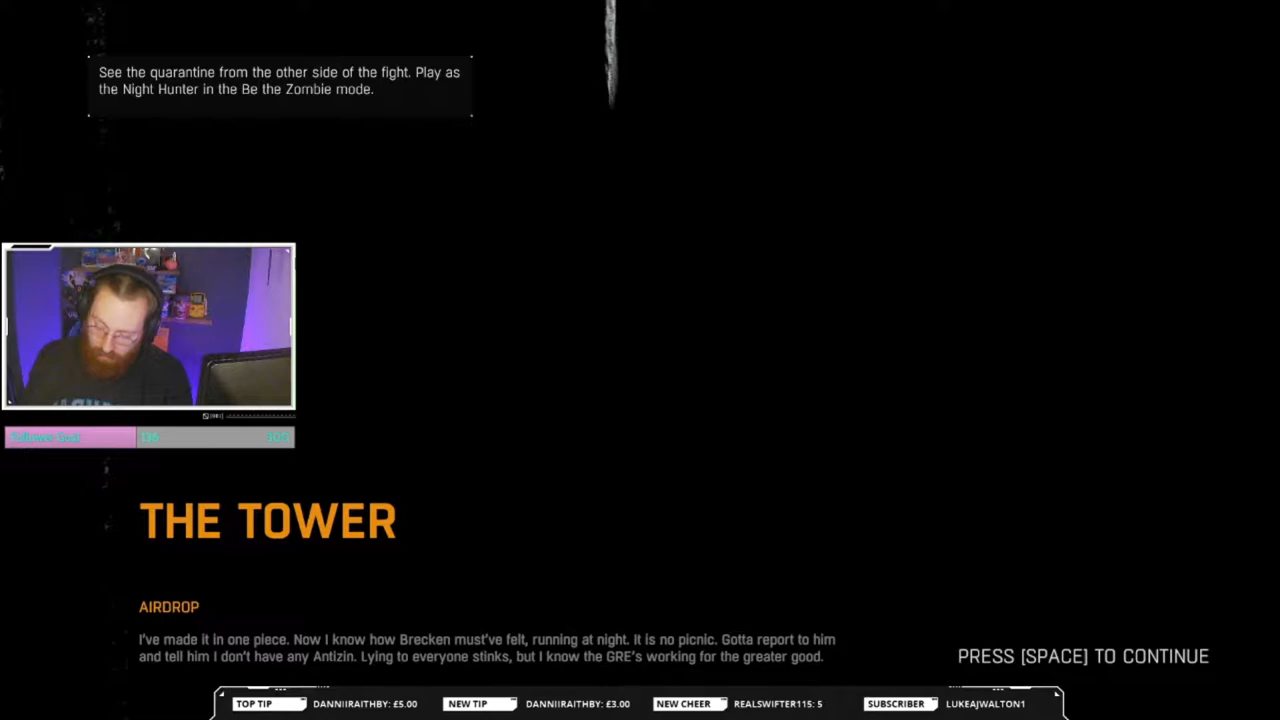 See the quarantine from the other side of the fight. Play as
the Night Hunter in the Be the Zombie mode.
Follower Goal
THE TOWER
AIRDROP
I've made it in one piece. Now I know how Brecken must've felt, running at night. It is no picnic. Gotta report to him
and tell him I don't have any Antizin. Lying to everyone stinks, but I know the GRE's working for the greater good.
PRESS [SPACE] TO CONTINUE
TOP TIP DANNIIRAITHBY: £5.00 NEW TIP DANNIIRAITHBY: £3.00 NEW CHEER REALSWIFTER115: 5 SUBSCRIBER LUKEAJWALTON1